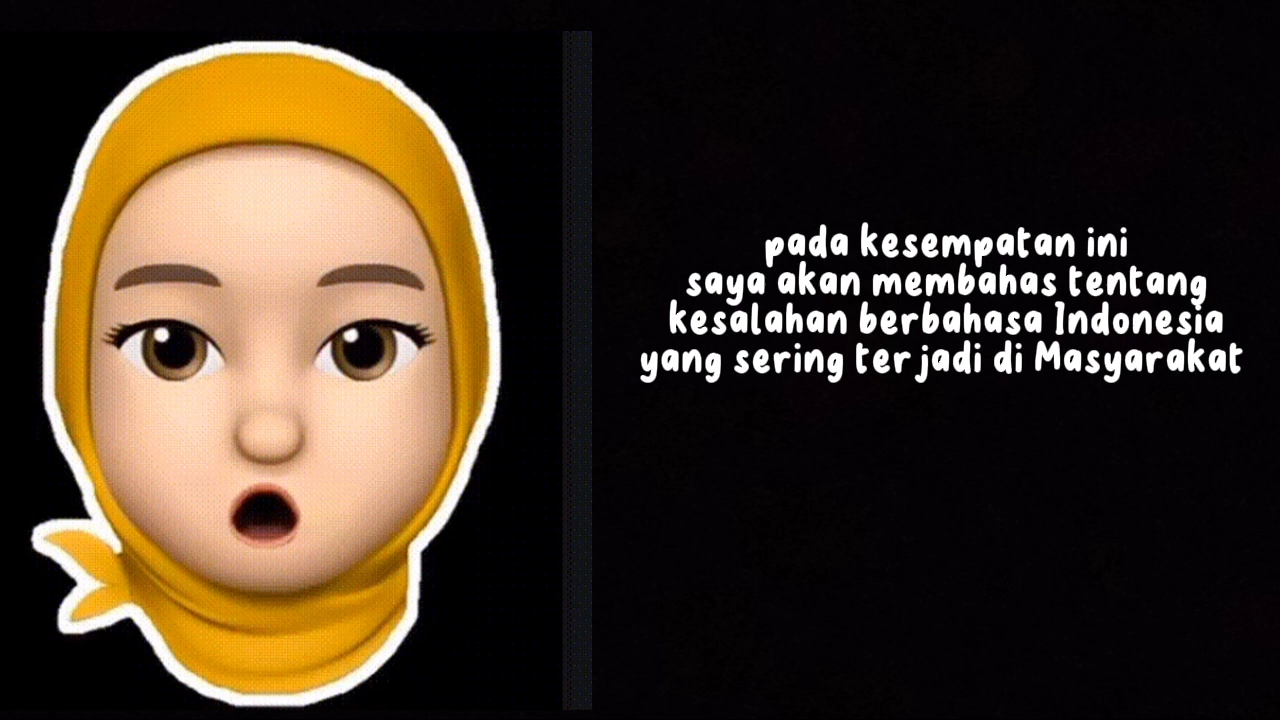 pada kesempatan ini
saya akan membahas tentang
kesalahan berbahasa Indonesia
yang sering terjadi di Masyarakat